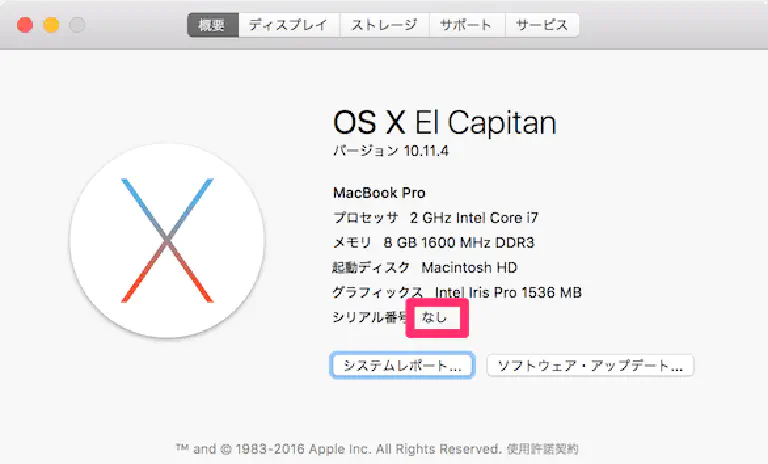 概要 ディスプレイ ストレージ サポート サービス
OS X El Capitan
バージョン 10.11.4
MacBook Pro
プロセッサ 2 GHz Intel Core i7
メモリ 8 GB 1600 MHz DDR3
起動ディスク Macintosh HD
グラフィックス Intel Iris Pro 1536 MB
シリアル番号 なし
システムレポート... ソフトウェア・アップデート...
™ and © 1983-2016 Apple Inc. All Rights Reserved. 使用許諾契約